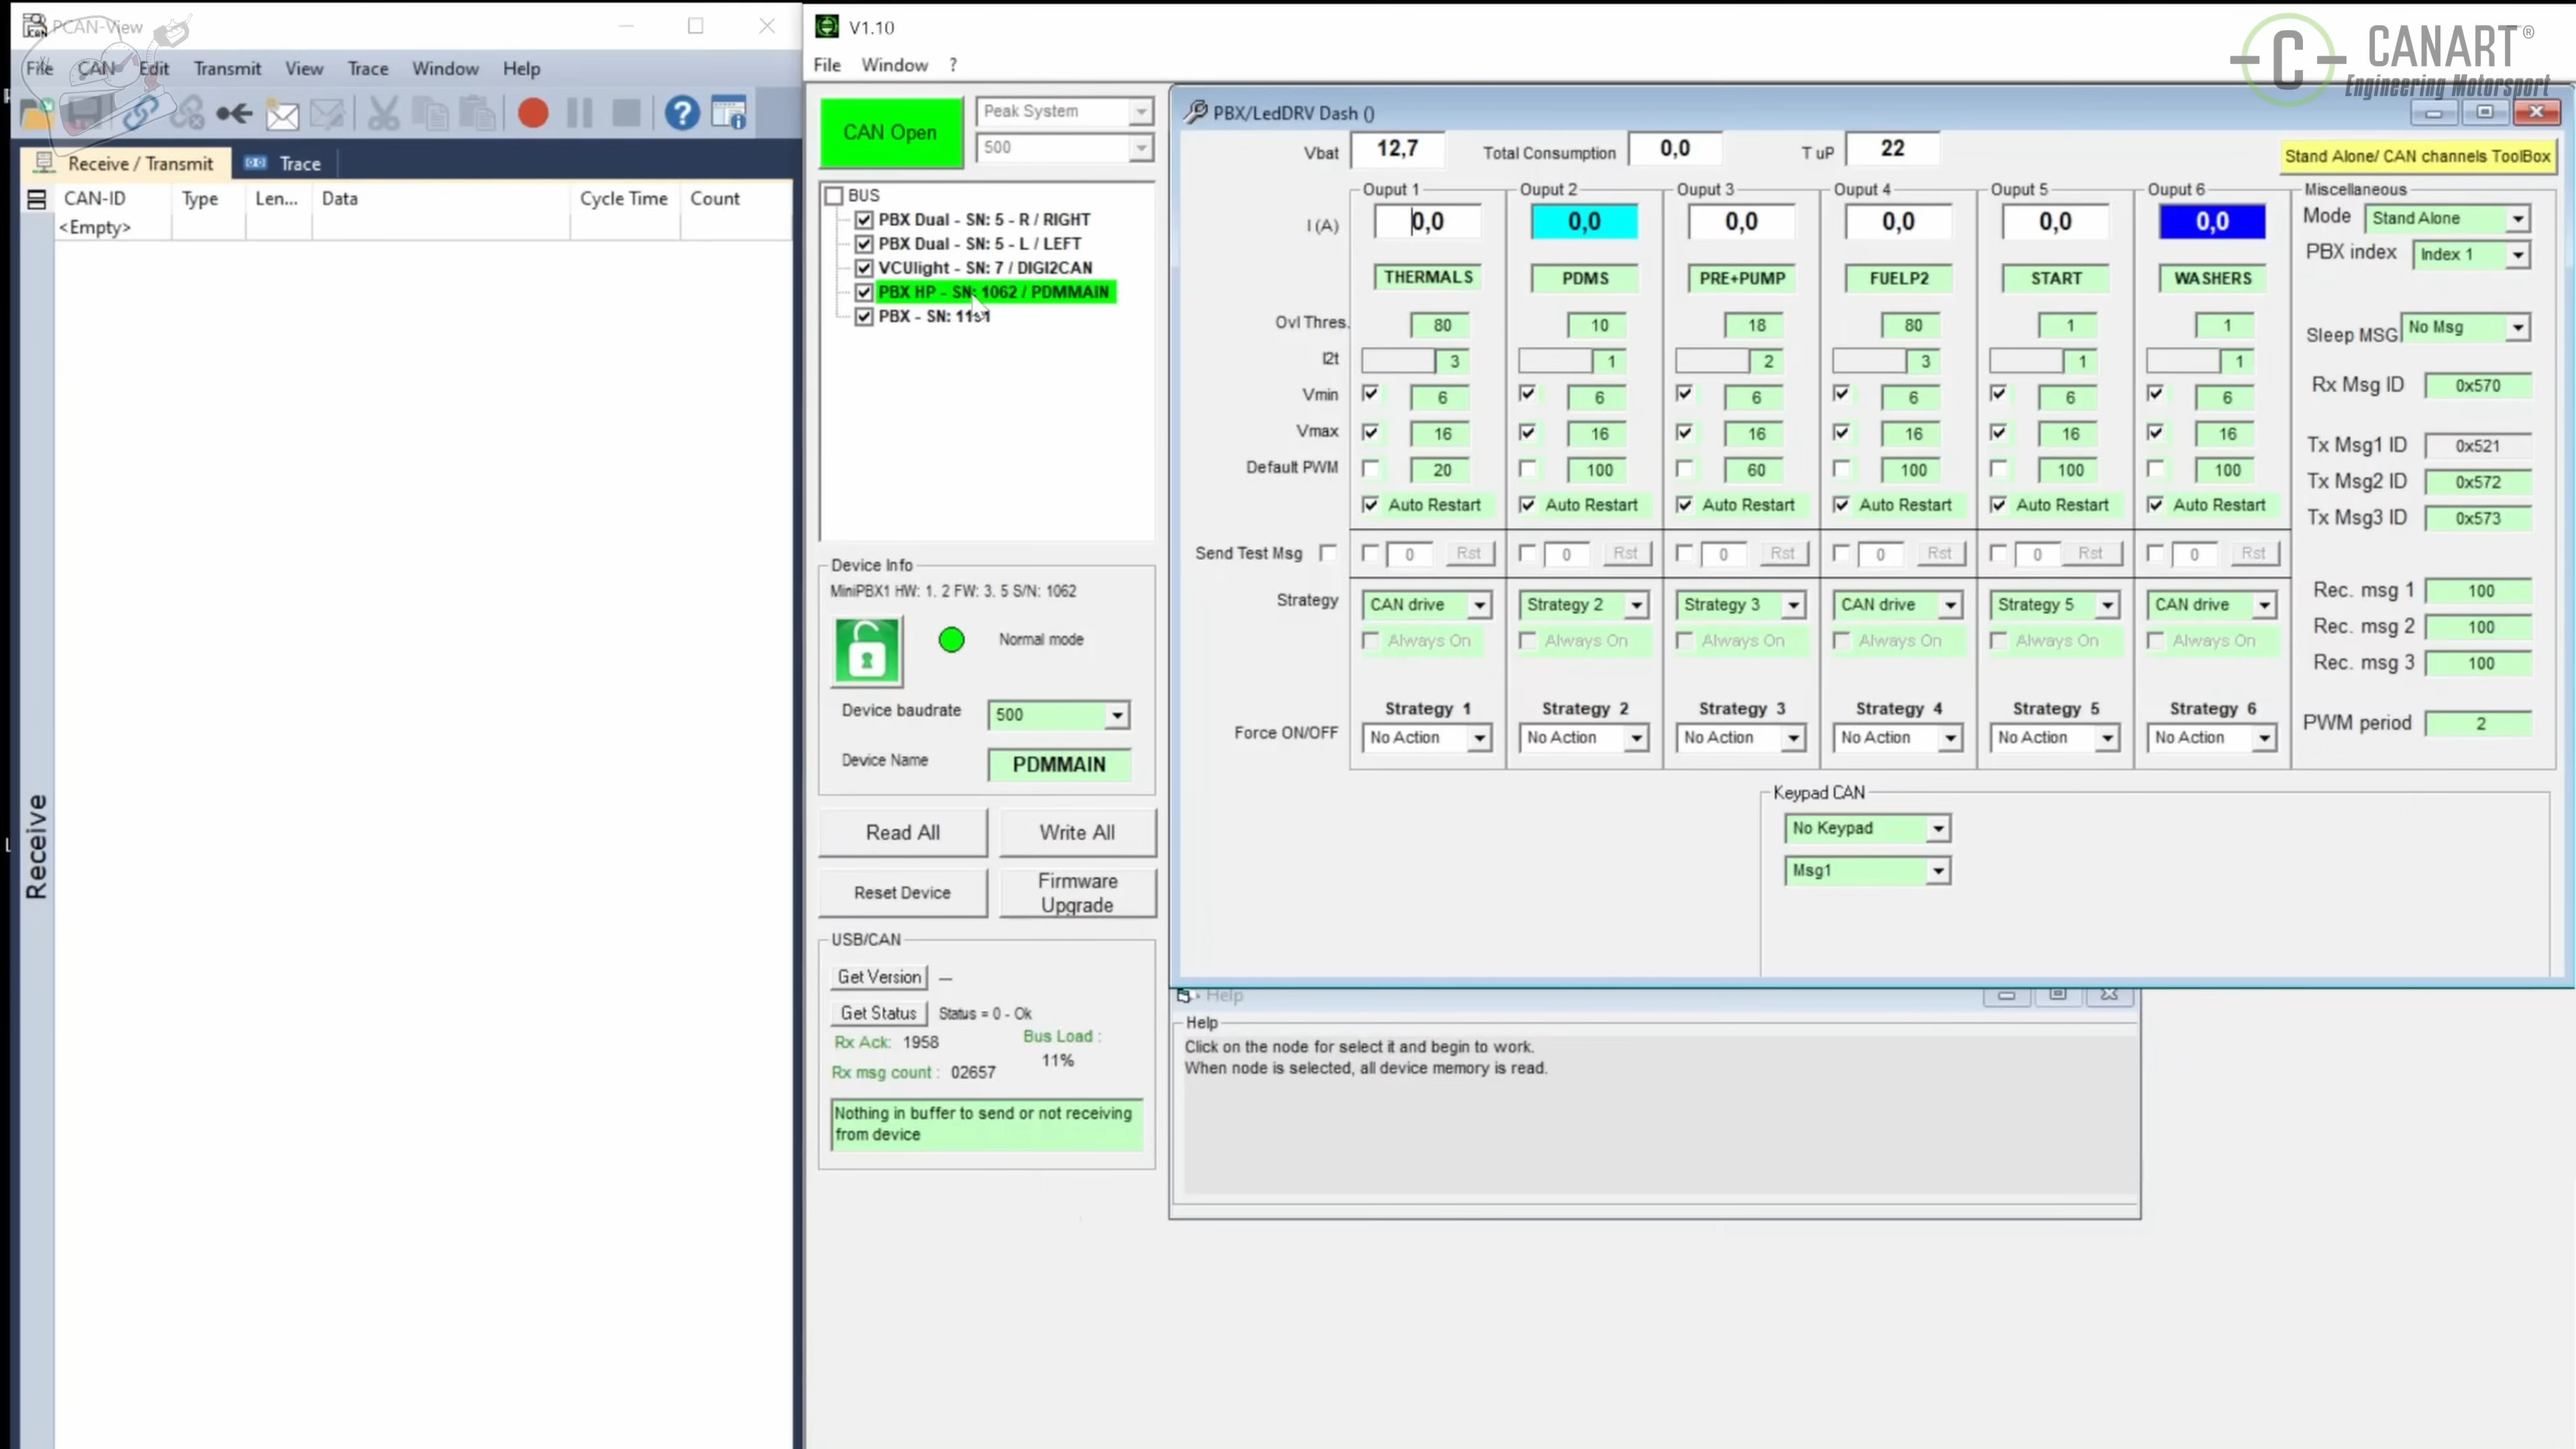 PCAN-View
File CAN Edit Transmit View Trace Window Help
Receive / Transmit Trace
CAN-ID Type Len... Data Cycle Time Count
<Empty>
Receive
V1.10
File Window ?
CAN Open
Peak System
500
BUS
PBX Dual - SN: 5 - R / RIGHT
PBX Dual - SN: 5 - L / LEFT
VCUlight - SN: 7 / DIGI2CAN
PBX HP - SN: 1062 / PDMMAIN
PBX - SN: 1151
Device Info
MiniPBX1 HW: 1. 2 FW: 3. 5 S/N: 1062
Normal mode
Device baudrate 500
Device Name PDMMAIN
Read All Write All
Reset Device Firmware Upgrade
USB/CAN
Get Version ---
Get Status Status = 0 - Ok
Rx Ack: 1958 Bus Load :
11%
Rx msg count : 02657
Nothing in buffer to send or not receiving
from device
CANART®
Engineering Motorsport
PBX/LedDRV Dash ()
Vbat 12,7 Total Consumption 0,0 T uP 22
Stand Alone/ CAN channels ToolBox
Ouput 1 Ouput 2 Ouput 3 Ouput 4 Ouput 5 Ouput 6
I (A) 0,0 0,0 0,0 0,0 0,0 0,0
THERMALS PDMS PRE+PUMP FUELP2 START WASHERS
Ovl Thres. 80 10 18 80 1 1
I2t 3 1 2 3 1 1
Vmin 6 6 6 6 6 6
Vmax 16 16 16 16 16 16
Default PWM 20 100 60 100 100 100
Auto Restart Auto Restart Auto Restart Auto Restart Auto Restart Auto Restart
Send Test Msg 0 Rst 0 Rst 0 Rst 0 Rst 0 Rst 0 Rst
Strategy CAN drive Strategy 2 Strategy 3 CAN drive Strategy 5 CAN drive
Always On Always On Always On Always On Always On Always On
Strategy 1 Strategy 2 Strategy 3 Strategy 4 Strategy 5 Strategy 6
Force ON/OFF No Action No Action No Action No Action No Action No Action
Miscellaneous
Mode Stand Alone
PBX index Index 1
Sleep MSG No Msg
Rx Msg ID 0x570
Tx Msg1 ID 0x521
Tx Msg2 ID 0x572
Tx Msg3 ID 0x573
Rec. msg 1 100
Rec. msg 2 100
Rec. msg 3 100
PWM period 2
Keypad CAN
No Keypad
Msg1
Help
Help
Click on the node for select it and begin to work.
When node is selected, all device memory is read.